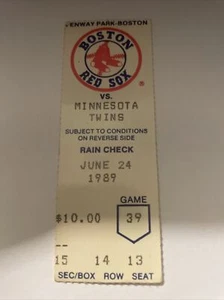 FENWAY PARK-BOSTON
BOSTON
RED SOX
VS.
MINNESOTA
TWINS
SUBJECT TO CONDITIONS
ON REVERSE SIDE
RAIN CHECK
JUNE 24
1989
GAME
$10.00 39
15 14 13
SEC/BOX ROW SEAT